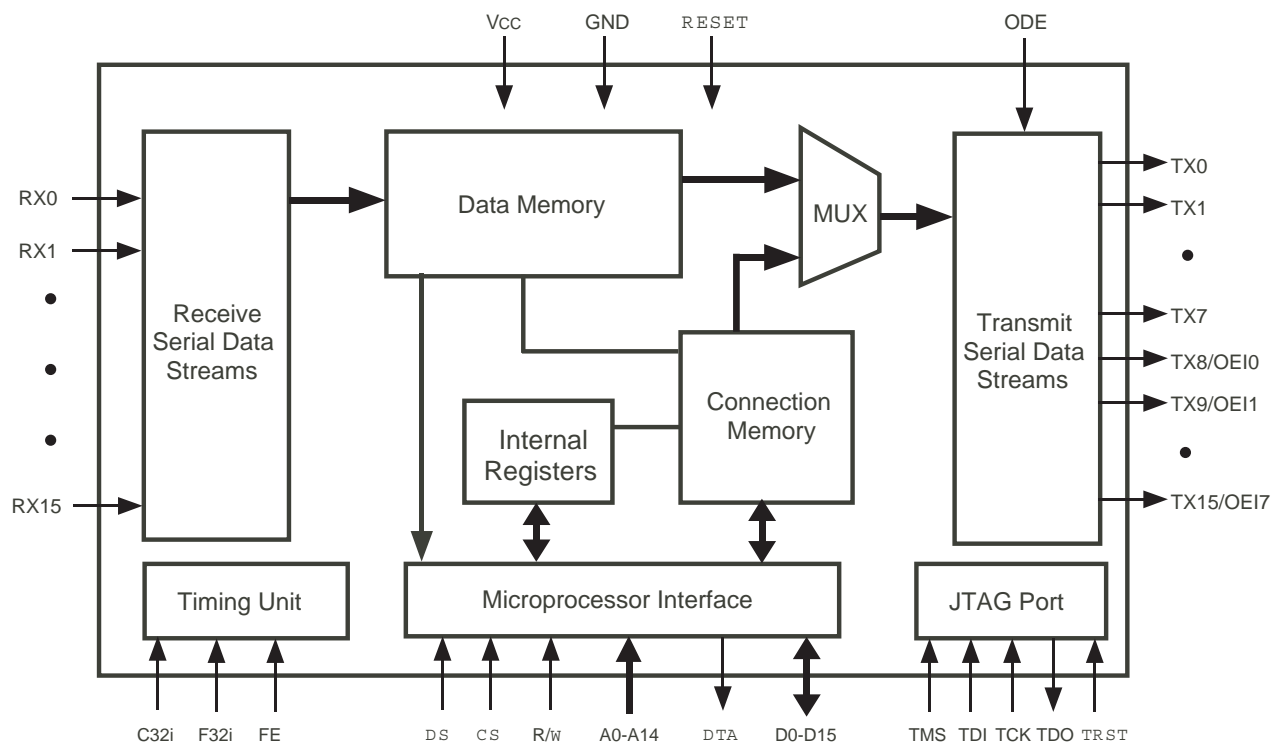 Vcc GND RESET ODE
RX0
RX1
RX15
Receive
Serial Data
Streams
Data Memory
MUX
Internal
Registers
Connection
Memory
Transmit
Serial Data
Streams
TX0
TX1
TX7
TX8/OEI0
TX9/OEI1
TX15/OEI7
Timing Unit
Microprocessor Interface
JTAG Port
C32i F32i FE DS CS R/W A0-A14 DTA D0-D15 TMS TDI TCK TDO TRST